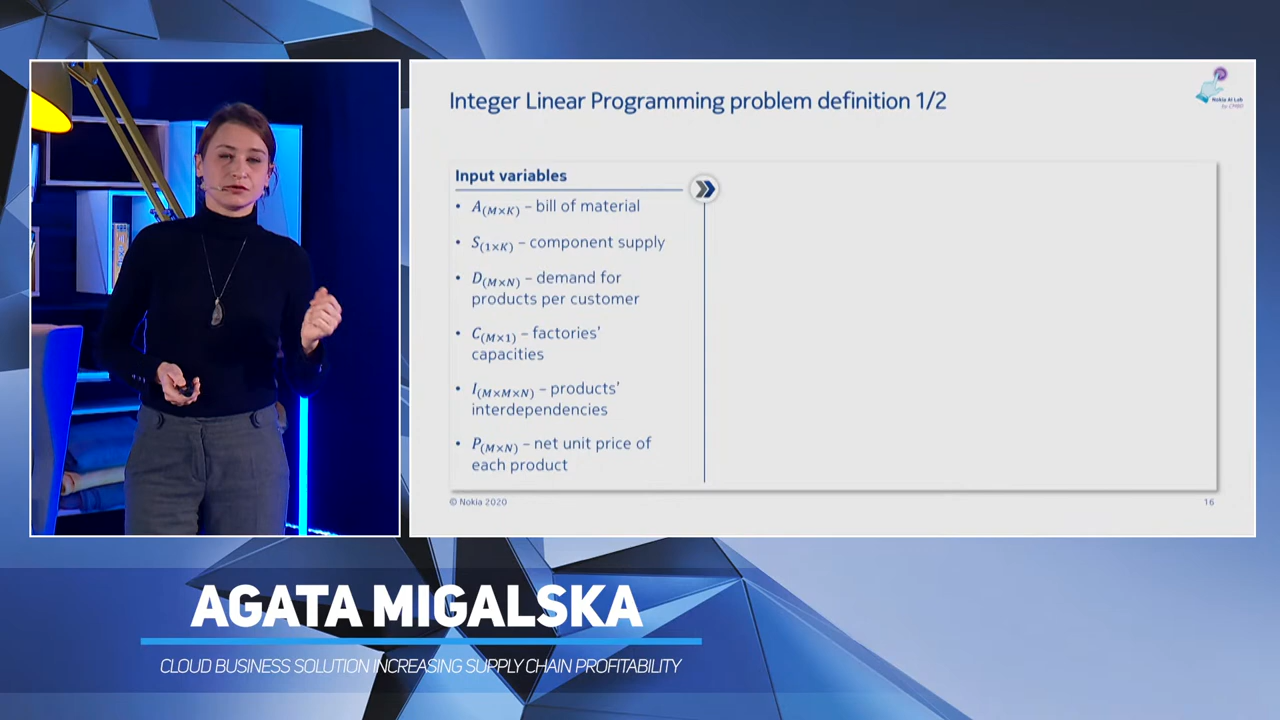 Integer Linear Programming problem definition 1/2
Nokia AI Lab
by CMMO
Input variables
• A(M×K) – bill of material
• S(1×K) – component supply
• D(M×N) – demand for
products per customer
• C(M×1) – factories’
capacities
• I(M×M×N) – products’
interdependencies
• P(M×N) – net unit price of
each product
© Nokia 2020
16
AGATA MIGALSKA
CLOUD BUSINESS SOLUTION INCREASING SUPPLY CHAIN PROFITABILITY